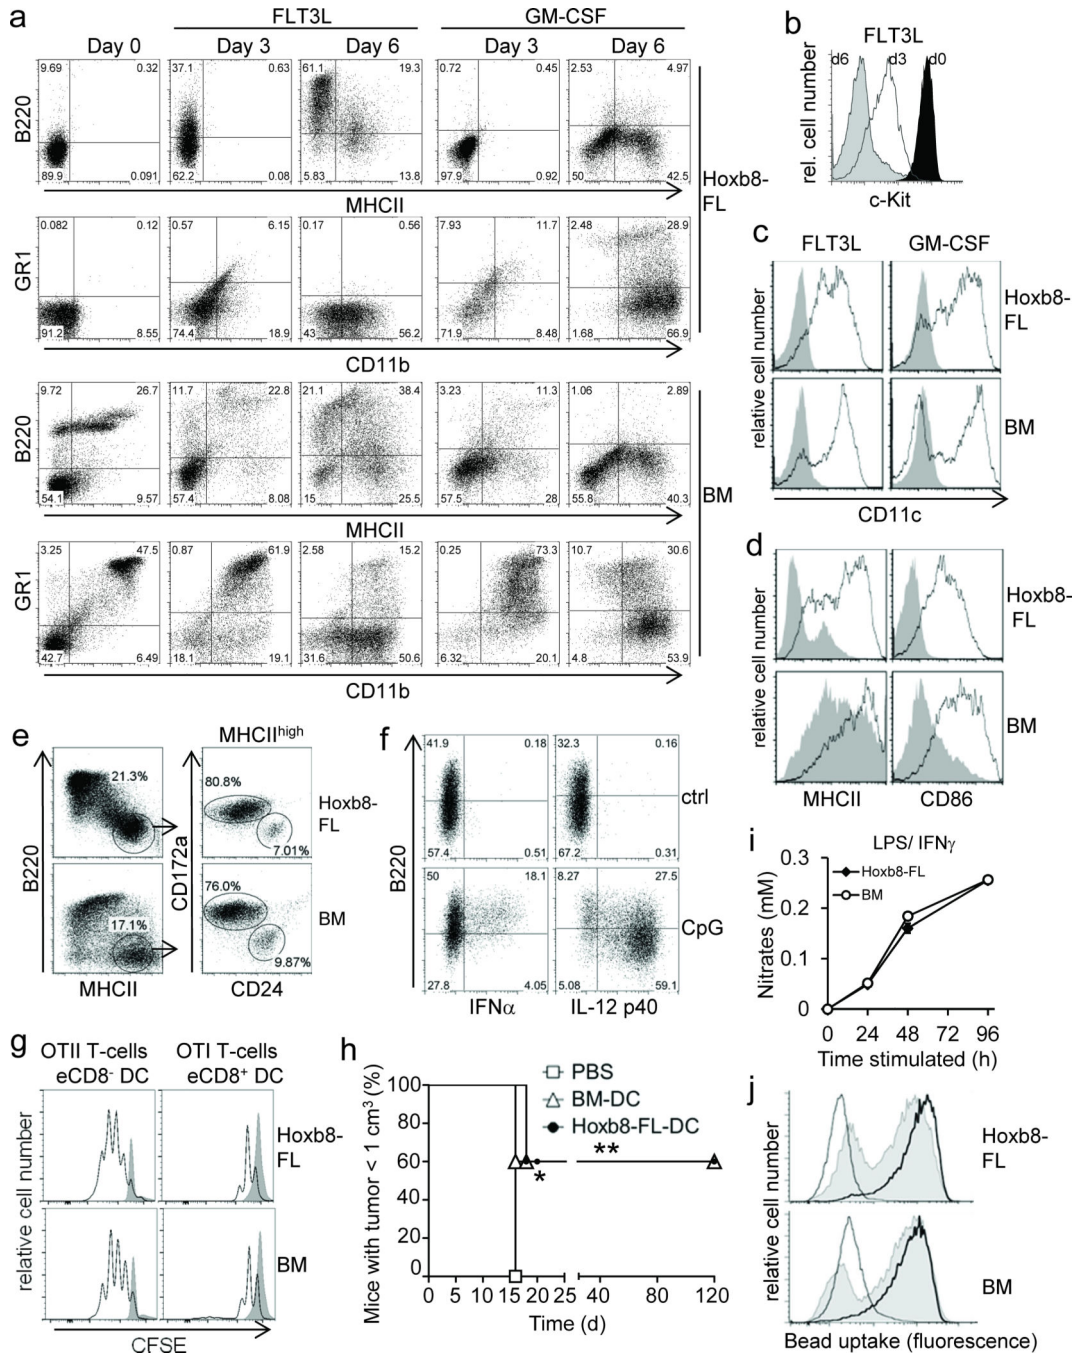 a
FLT3L
GM-CSF
Day 0
Day 3
Day 6
Day 3
Day 6
B220
9.69
0.32
89.9
0.091
37.1
0.63
62.2
0.08
61.1
19.3
5.83
13.8
0.72
0.45
97.9
0.92
2.53
4.97
50
42.5
MHCII
Hoxb8-
FL
GR1
0.082
0.12
91.2
8.55
0.57
6.15
74.4
18.9
0.17
0.56
43
56.2
7.93
11.7
71.9
8.48
2.48
28.9
1.68
66.9
CD11b
B220
9.72
26.7
54.1
9.57
11.7
22.8
57.4
8.08
21.1
38.4
15
25.5
3.23
11.3
57.5
28
1.06
2.89
55.8
40.3
MHCII
BM
GR1
3.25
47.5
42.7
6.49
0.87
61.9
18.1
19.1
2.58
15.2
31.6
50.6
0.25
73.3
6.32
20.1
10.7
30.6
4.8
53.9
CD11b
b
FLT3L
rel. cell number
d6
d3
d0
c-Kit
c
FLT3L
GM-CSF
relative cell number
Hoxb8-
FL
BM
CD11c
d
relative cell number
Hoxb8-
FL
relative cell number
BM
MHCII
CD86
e
MHCIIhigh
B220
21.3%
CD172a
80.8%
7.01%
Hoxb8-
FL
17.1%
76.0%
9.87%
BM
MHCII
CD24
f
B220
41.9
0.18
57.4
0.51
32.3
0.16
67.2
0.31
ctrl
50
18.1
27.8
4.05
8.27
27.5
5.08
59.1
CpG
IFNα
IL-12 p40
g
OTII T-cells
eCD8- DC
OTI T-cells
eCD8+ DC
relative cell number
Hoxb8-
FL
BM
CFSE
h
PBS
BM-DC
Hoxb8-FL-DC
Mice with tumor < 1 cm³ (%)
100
80
60
40
20
0
**
*
0 5 10 15 20 25 40 80 120
Time (d)
i
LPS/ IFNγ
Hoxb8-FL
BM
Nitrates (mM)
0.3
0.2
0.1
0
0 24 48 72 96
Time stimulated (h)
j
relative cell number
Hoxb8-
FL
relative cell number
BM
Bead uptake (fluorescence)